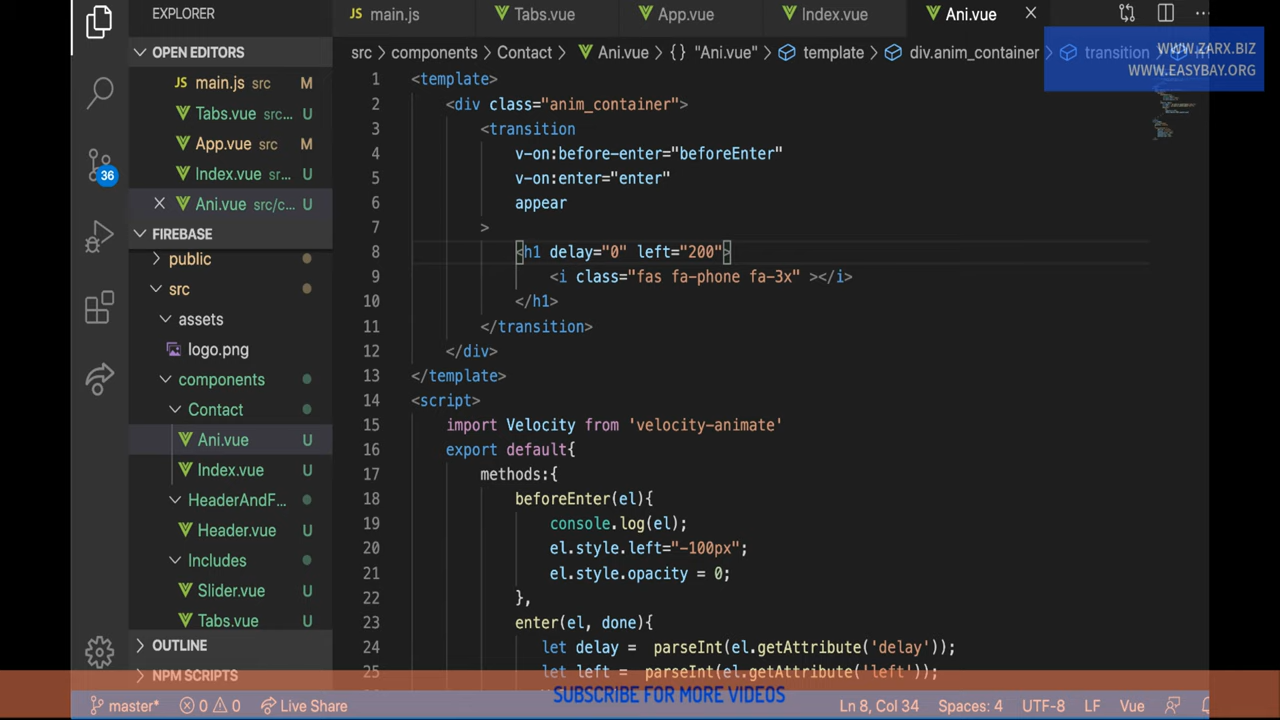 EXPLORER
OPEN EDITORS
JS main.js src M
Tabs.vue src... U
App.vue src M
Index.vue sr... U
Ani.vue src/c... U
FIREBASE
public
src
assets
logo.png
components
Contact
Ani.vue U
Index.vue U
HeaderAndF...
Header.vue U
Includes
Slider.vue U
Tabs.vue U
OUTLINE
NPM SCRIPTS
36
JS main.js Tabs.vue App.vue Index.vue Ani.vue
src > components > Contact > Ani.vue > {} "Ani.vue" > template > div.anim_container > transition
WWW.ZARX.BIZ
WWW.EASYBAY.ORG
1 <template>
2 <div class="anim_container">
3 <transition
4 v-on:before-enter="beforeEnter"
5 v-on:enter="enter"
6 appear
7 >
8 <h1 delay="0" left="200">
9 <i class="fas fa-phone fa-3x" ></i>
10 </h1>
11 </transition>
12 </div>
13 </template>
14 <script>
15 import Velocity from 'velocity-animate'
16 export default{
17 methods:{
18 beforeEnter(el){
19 console.log(el);
20 el.style.left="-100px";
21 el.style.opacity = 0;
22 },
23 enter(el, done){
24 let delay = parseInt(el.getAttribute('delay'));
25 let left = parseInt(el.getAttribute('left'));
SUBSCRIBE FOR MORE VIDEOS
master* 0 0 Live Share Ln 8, Col 34 Spaces: 4 UTF-8 LF Vue